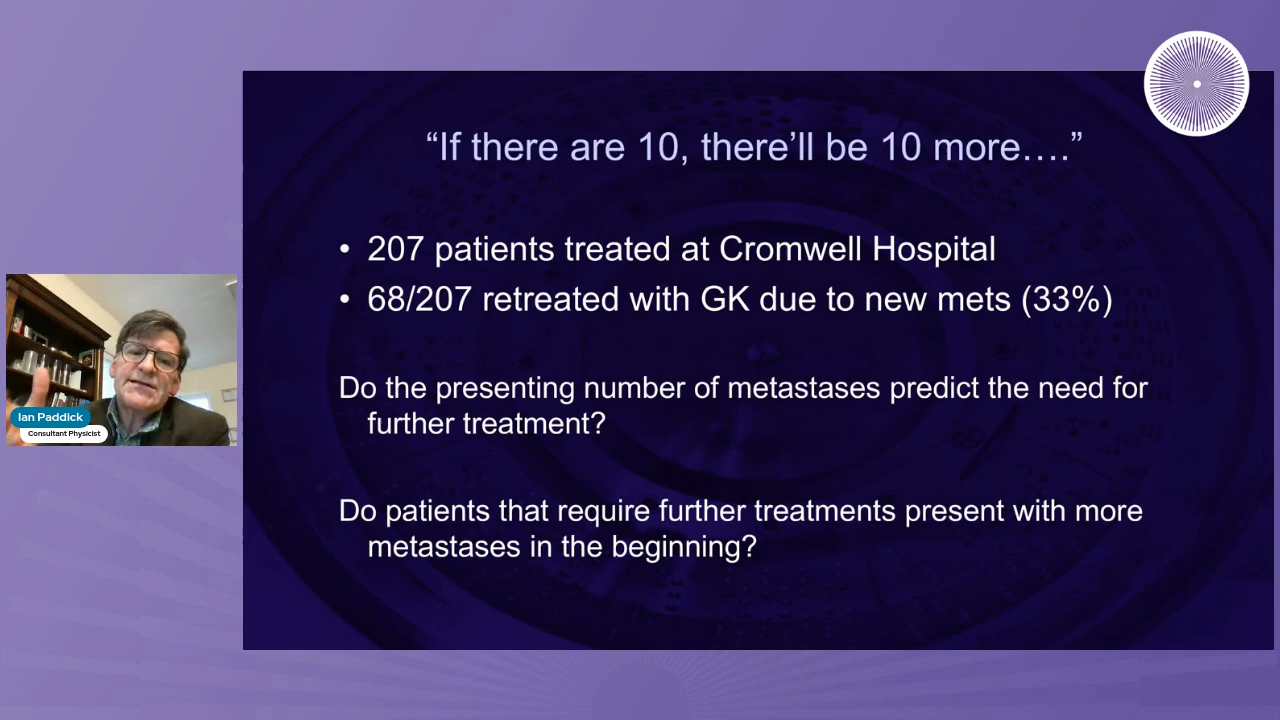 “If there are 10, there’ll be 10 more….”
• 207 patients treated at Cromwell Hospital
• 68/207 retreated with GK due to new mets (33%)
Do the presenting number of metastases predict the need for
further treatment?
Do patients that require further treatments present with more
metastases in the beginning?
Ian Paddick
Consultant Physicist